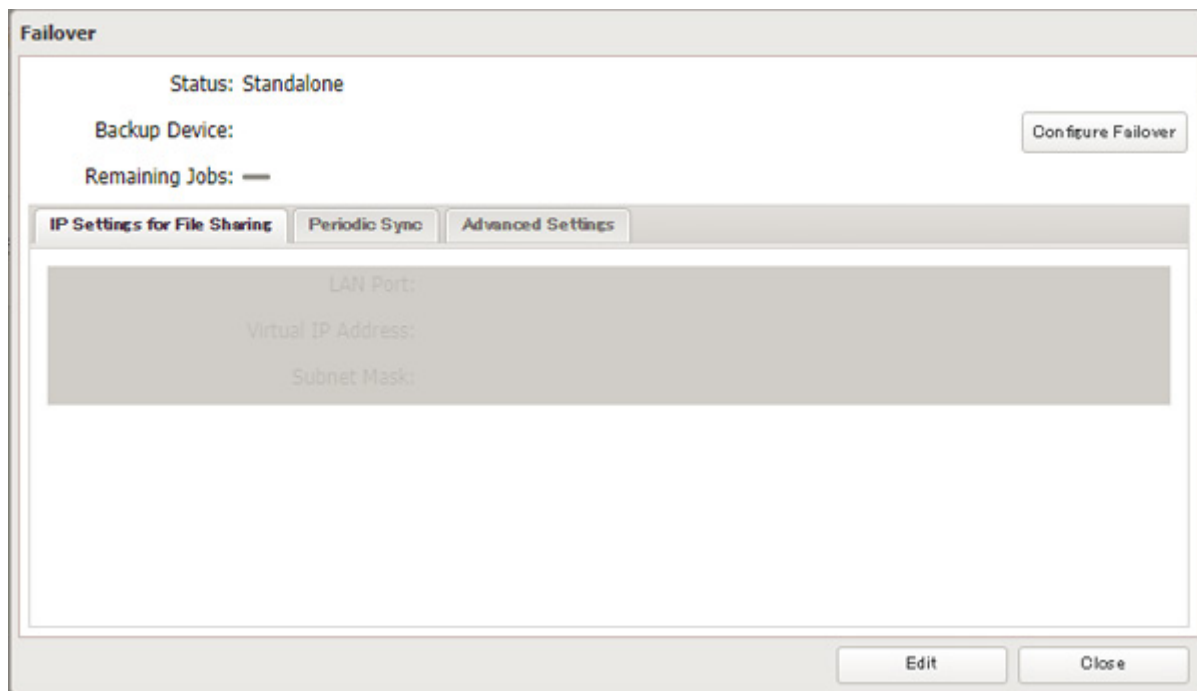 Failover
Status: Standalone
Backup Device:
Configure Failover
Remaining Jobs: —
IP Settings for File Sharing
Periodic Sync
Advanced Settings
LAN Port:
Virtual IP Address:
Subnet Mask:
Edit
Close